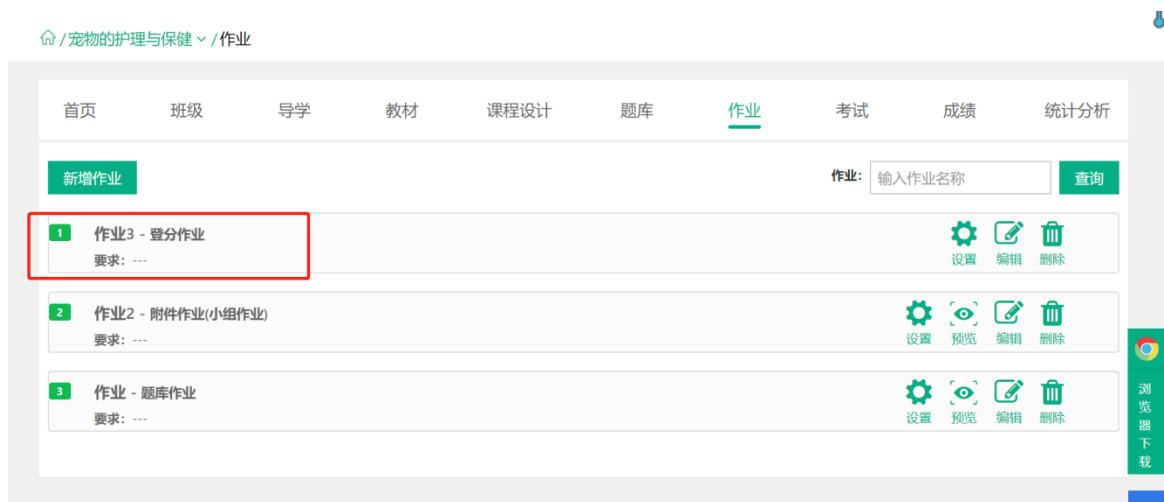 /宠物的护理与保健 /作业
首页 班级 导学 教材 课程设计 题库 作业 考试 成绩 统计分析
新增作业 作业: 输入作业名称 查询
1 作业3 - 登分作业
要求: ---
设置 编辑 删除
2 作业2 - 附件作业(小组作业)
要求: ---
设置 预览 编辑 删除
3 作业 - 题库作业
要求: ---
设置 预览 编辑 删除
浏览器下载